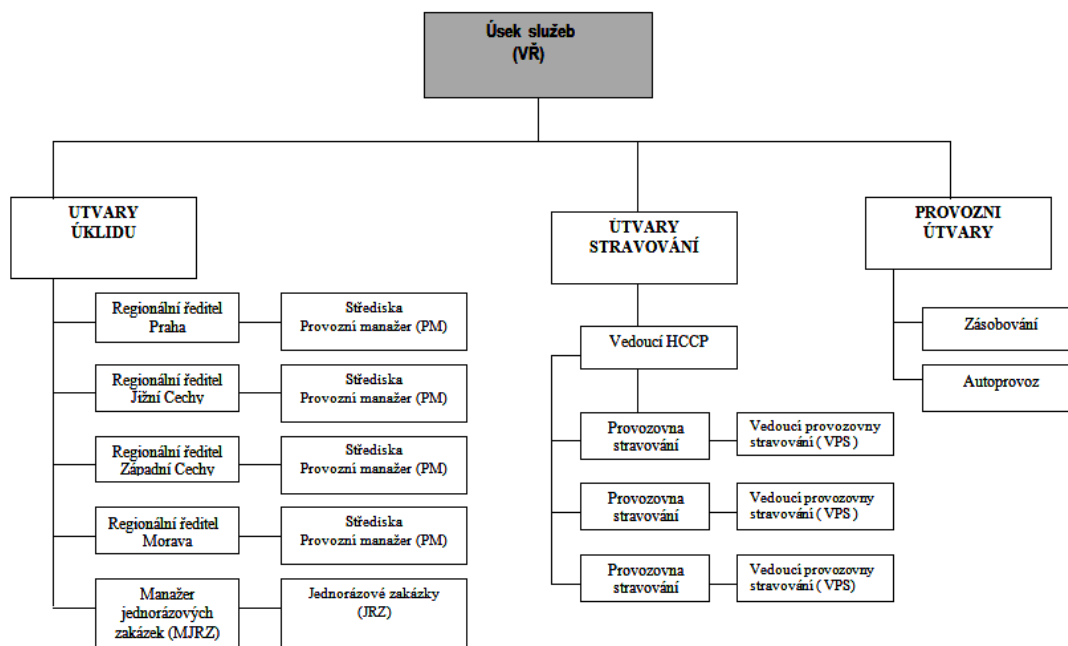 Úsek služeb
(VŘ)
UTVARY
ÚKLIDU
Regionální ředitel
Praha
Střediska
Provozní manažer (PM)
Regionální ředitel
Jižní Cechy
Střediska
Provozní manažer (PM)
Regionální ředitel
Západní Cechy
Střediska
Provozní manažer (PM)
Regionální ředitel
Morava
Střediska
Provozní manažer (PM)
Manažer
jednorázových
zakázek (MJRZ)
Jednorázové zakázky
(JRZ)
ÚTVARY
STRAVOVÁNÍ
Vedoucí HCCP
Provozovna
stravování
Vedoucí provozovny
stravování ( VPS )
Provozovna
stravování
Vedoucí provozovny
stravování ( VPS )
Provozovna
stravování
Vedoucí provozovny
stravování ( VPS)
PROVOZNI
ÚTVARY
Zásobování
Autoprovoz